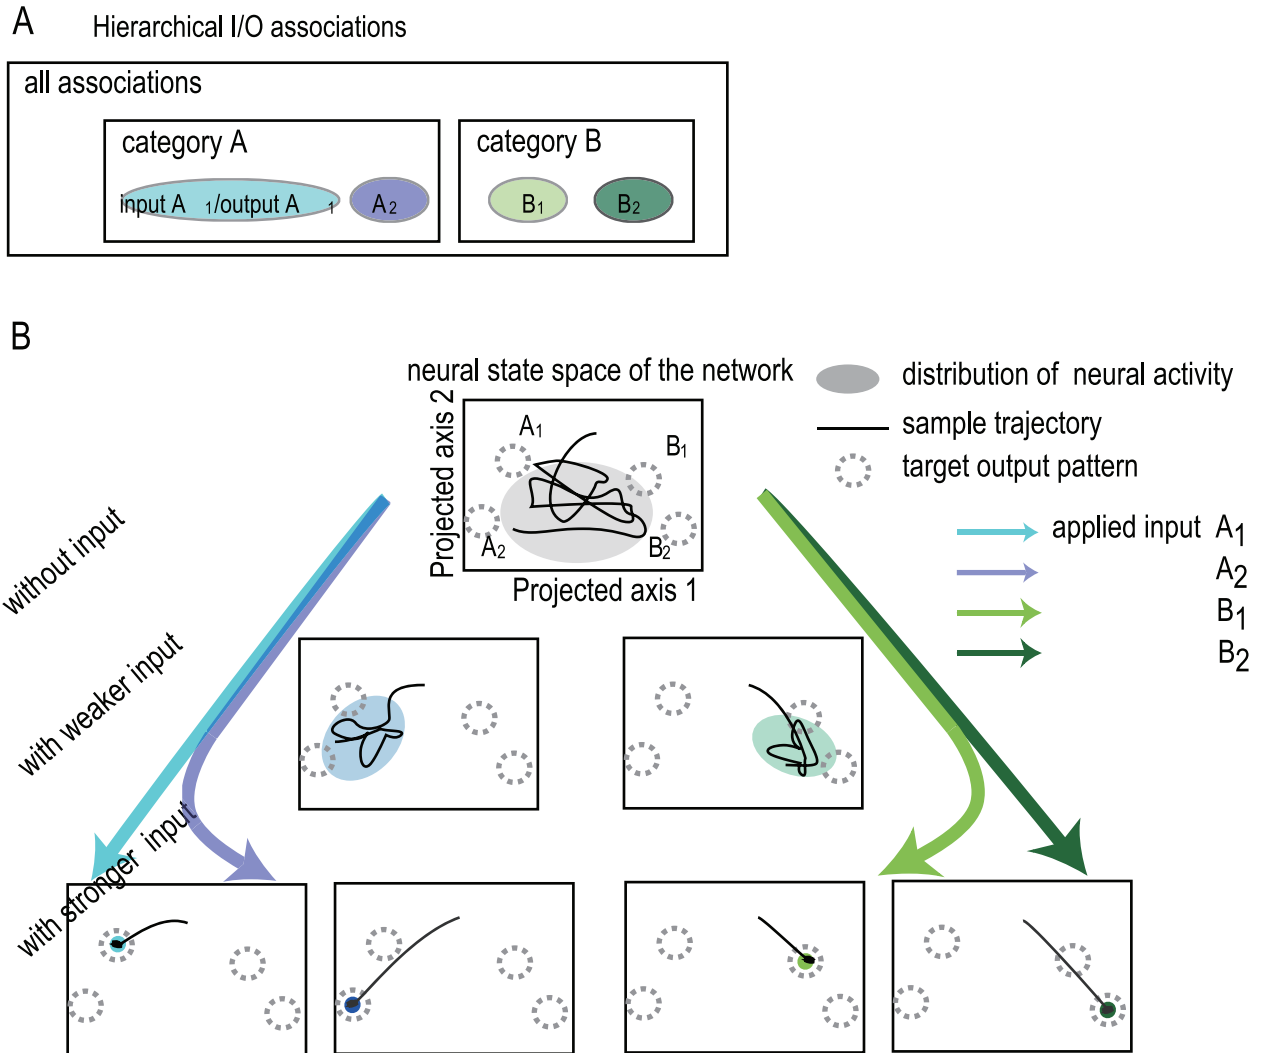 A Hierarchical I/O associations
all associations
category A category B
input A 1/output A 1 A2 B1 B2
B
neural state space of the network
distribution of neural activity
sample trajectory
target output pattern
Projected axis 2
A1 B1
A2 B2
Projected axis 1
applied input A1
A2
B1
B2
without input
with weaker input
with stronger input